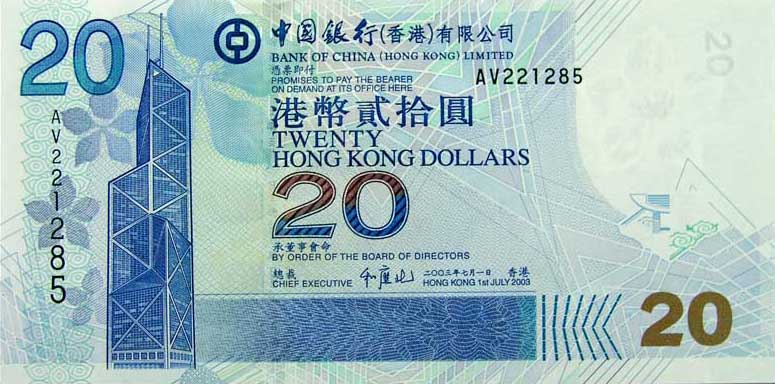 20
中國銀行(香港)有限公司
BANK OF CHINA (HONG KONG) LIMITED
憑票即付
PROMISES TO PAY THE BEARER
ON DEMAND AT ITS OFFICE HERE
AV221285
港幣貳拾圓
TWENTY
HONG KONG DOLLARS
20
AV221285
承董事會命
BY ORDER OF THE BOARD OF DIRECTORS
總裁
CHIEF EXECUTIVE
和廣北
二○○三年七月一日 香港
HONG KONG 1st JULY 2003
20